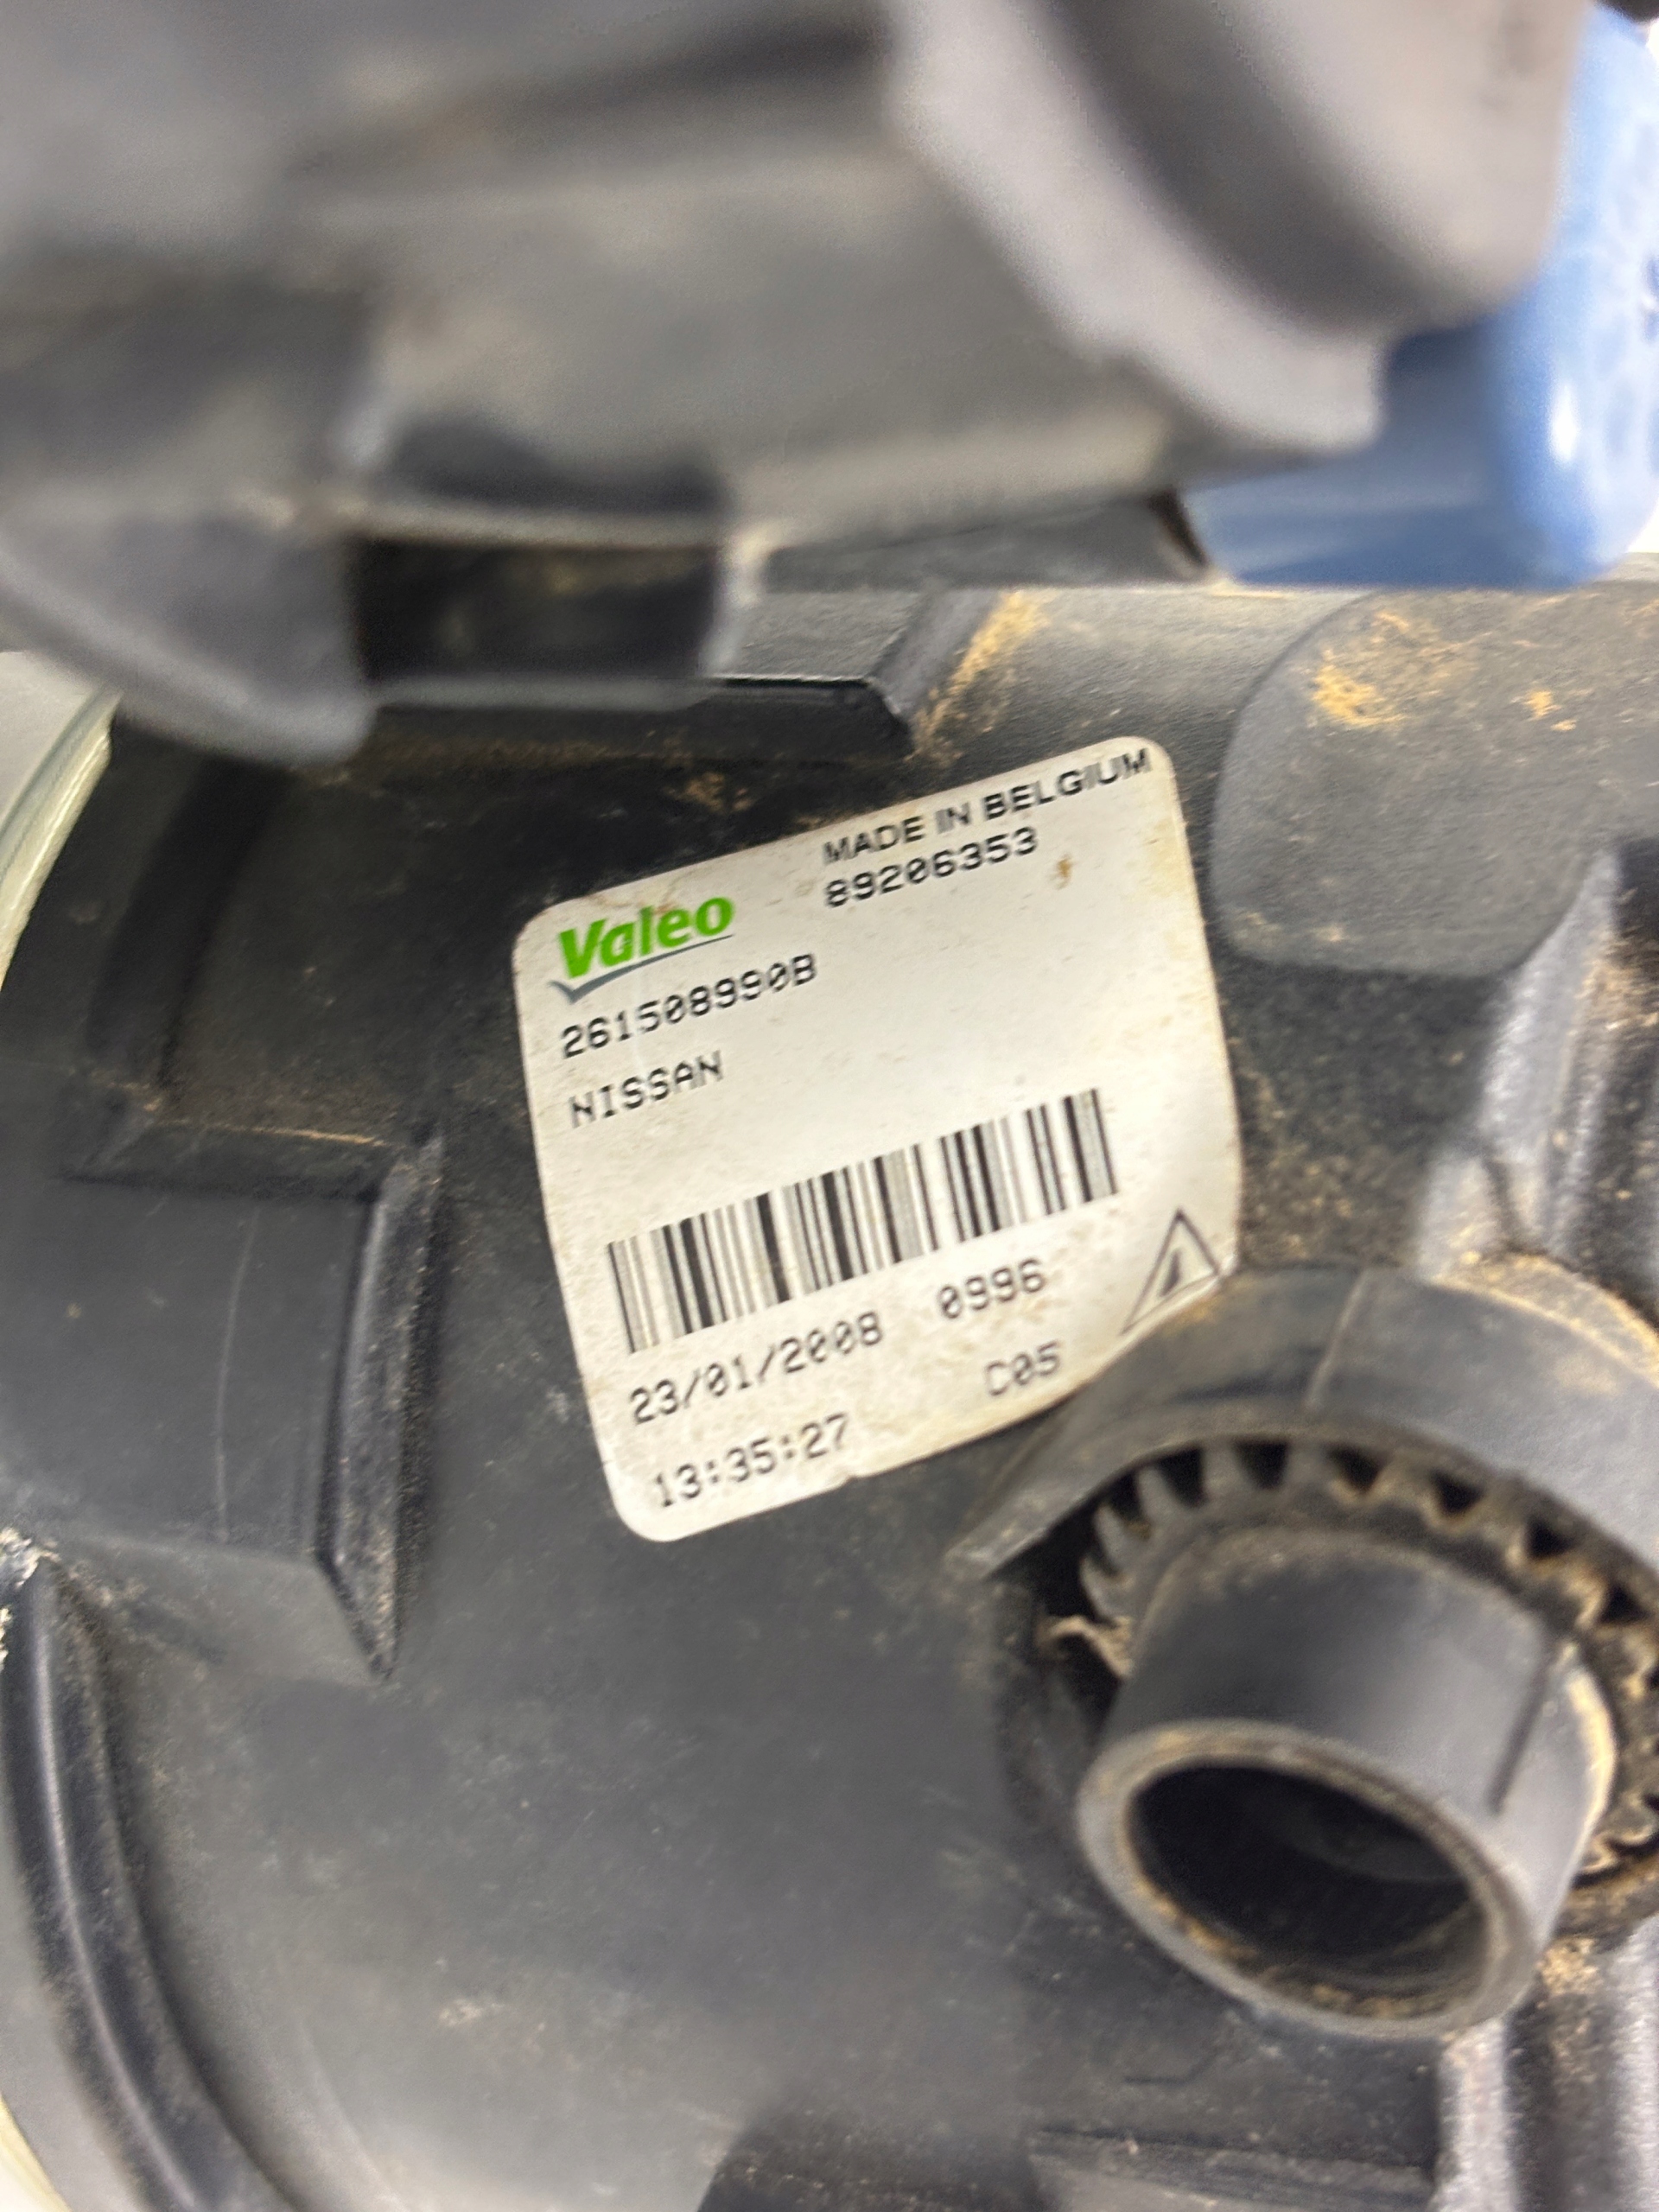 MADE IN BELGIUM
89206353
Valeo
261508990B
NISSAN
23/01/2008 0996
C05
13:35:27